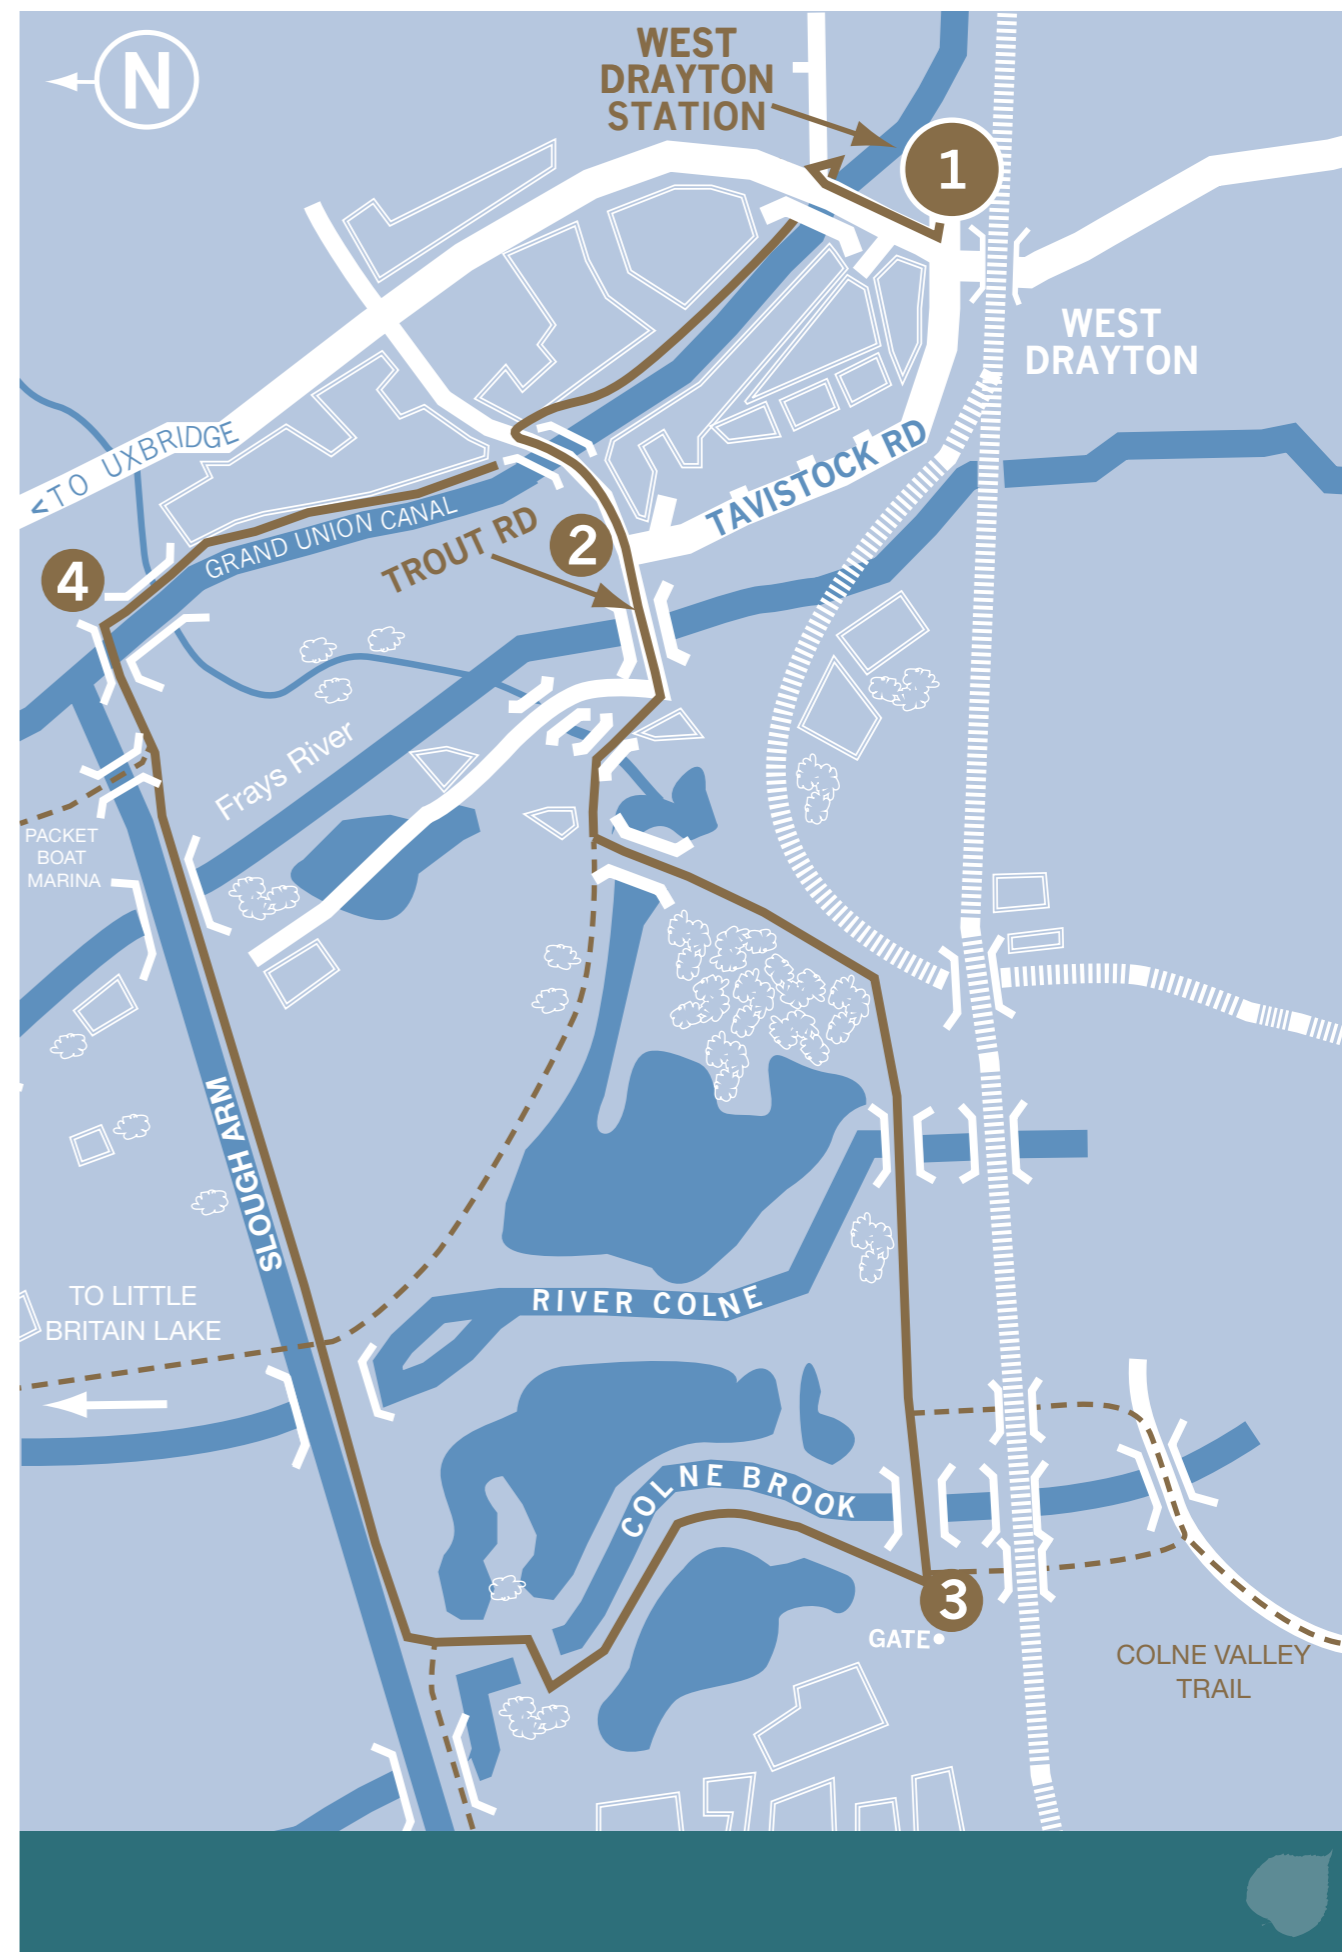 N
WEST
DRAYTON
STATION
1
WEST
DRAYTON
<TO UXBRIDGE
GRAND UNION CANAL
TROUT RD
2
TAVISTOCK RD
4
Frays River
PACKET
BOAT
MARINA
SLOUGH ARM
TO LITTLE
BRITAIN LAKE
RIVER COLNE
COLNE BROOK
3
GATE
COLNE VALLEY
TRAIL